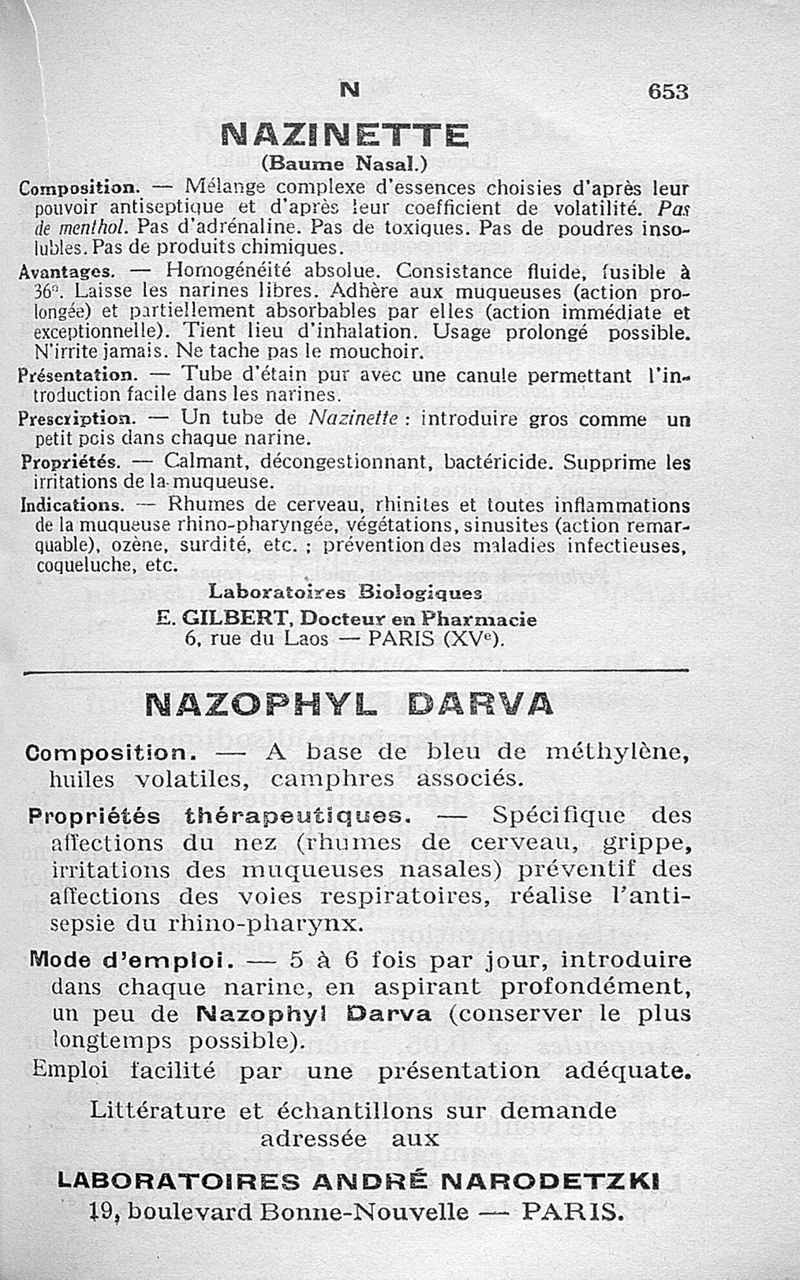 N 653
NAZINETTE
(Baume Nasal.)
Composition. — Mélange complexe d'essences choisies d'après leur
pouvoir antiseptique et d'après leur coefficient de volatilité. Pas
de menthol. Pas d'adrénaline. Pas de toxiques. Pas de poudres inso-
lubles. Pas de produits chimiques.
Avantages. — Homogénéité absolue. Consistance fluide, fusible à
36°. Laisse les narines libres. Adhère aux muqueuses (action pro-
longée) et partiellement absorbables par elles (action immédiate et
exceptionnelle). Tient lieu d'inhalation. Usage prolongé possible.
N'irrite jamais. Ne tache pas le mouchoir.
Présentation. — Tube d'étain pur avec une canule permettant l'in-
troduction facile dans les narines.
Prescription. — Un tube de Nazinette : introduire gros comme un
petit pois dans chaque narine.
Propriétés. — Calmant, décongestionnant, bactéricide. Supprime les
irritations de la muqueuse.
Indications. — Rhumes de cerveau, rhinites et toutes inflammations
de la muqueuse rhino-pharyngée, végétations, sinusites (action remar-
quable), ozène, surdité, etc. ; prévention des maladies infectieuses,
coqueluche, etc.
Laboratoires Biologiques
E. GILBERT, Docteur en Pharmacie
6, rue du Laos — PARIS (XVe).
NAZOPHYL DARVA
Composition. — A base de bleu de méthylène,
huiles volatiles, camphres associés.
Propriétés thérapeutiques. — Spécifique des
affections du nez (rhumes de cerveau, grippe,
irritations des muqueuses nasales) préventif des
affections des voies respiratoires, réalise l'anti-
sepsie du rhino-pharynx.
Mode d'emploi. — 5 à 6 fois par jour, introduire
dans chaque narine, en aspirant profondément,
un peu de Nazophyl Darva (conserver le plus
longtemps possible).
Emploi facilité par une présentation adéquate.
Littérature et échantillons sur demande
adressée aux
LABORATOIRES ANDRÉ NARODETZKI
19, boulevard Bonne-Nouvelle — PARIS.